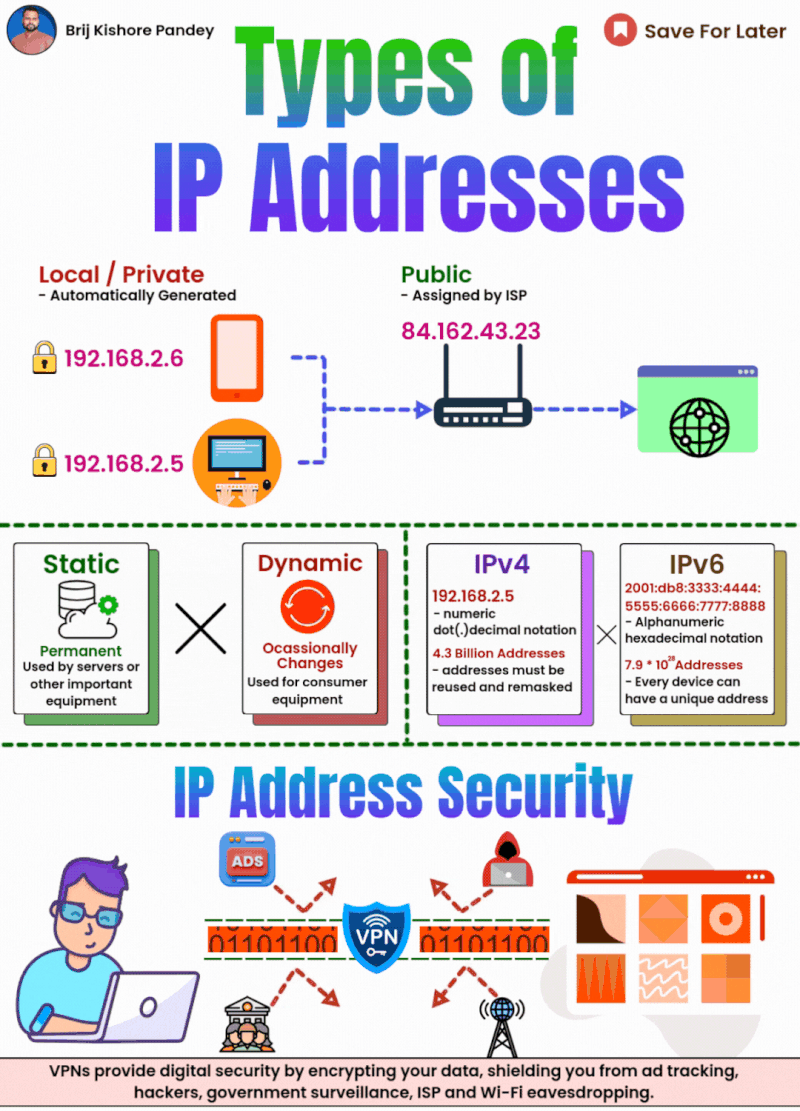 Brij Kishore Pandey
Save For Later
Types of
IP Addresses
Local / Private
- Automatically Generated
192.168.2.6
192.168.2.5
Public
- Assigned by ISP
84.162.43.23
Static
Permanent
Used by servers or
other important
equipment
Dynamic
Ocassionally
Changes
Used for consumer
equipment
IPv4
192.168.2.5
- numeric
dot(.)decimal notation
4.3 Billion Addresses
- addresses must be
reused and remasked
IPv6
2001:db8:3333:4444:
5555:6666:7777:8888
- Alphanumeric
hexadecimal notation
7.9 * 10²⁸ Addresses
- Every device can
have a unique address
IP Address Security
ADS
01101100
VPN
01101100
VPNs provide digital security by encrypting your data, shielding you from ad tracking,
hackers, government surveillance, ISP and Wi-Fi eavesdropping.